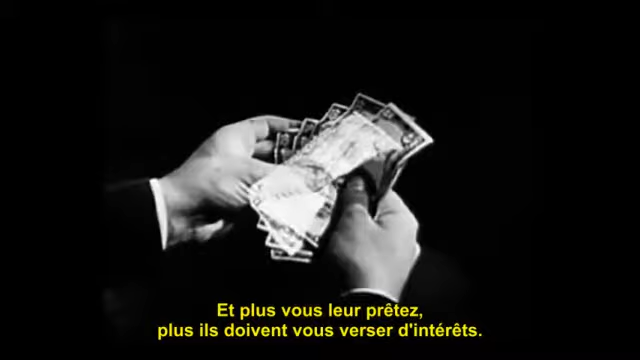 Et plus vous leur prêtez,
plus ils doivent vous verser d'intérêts.